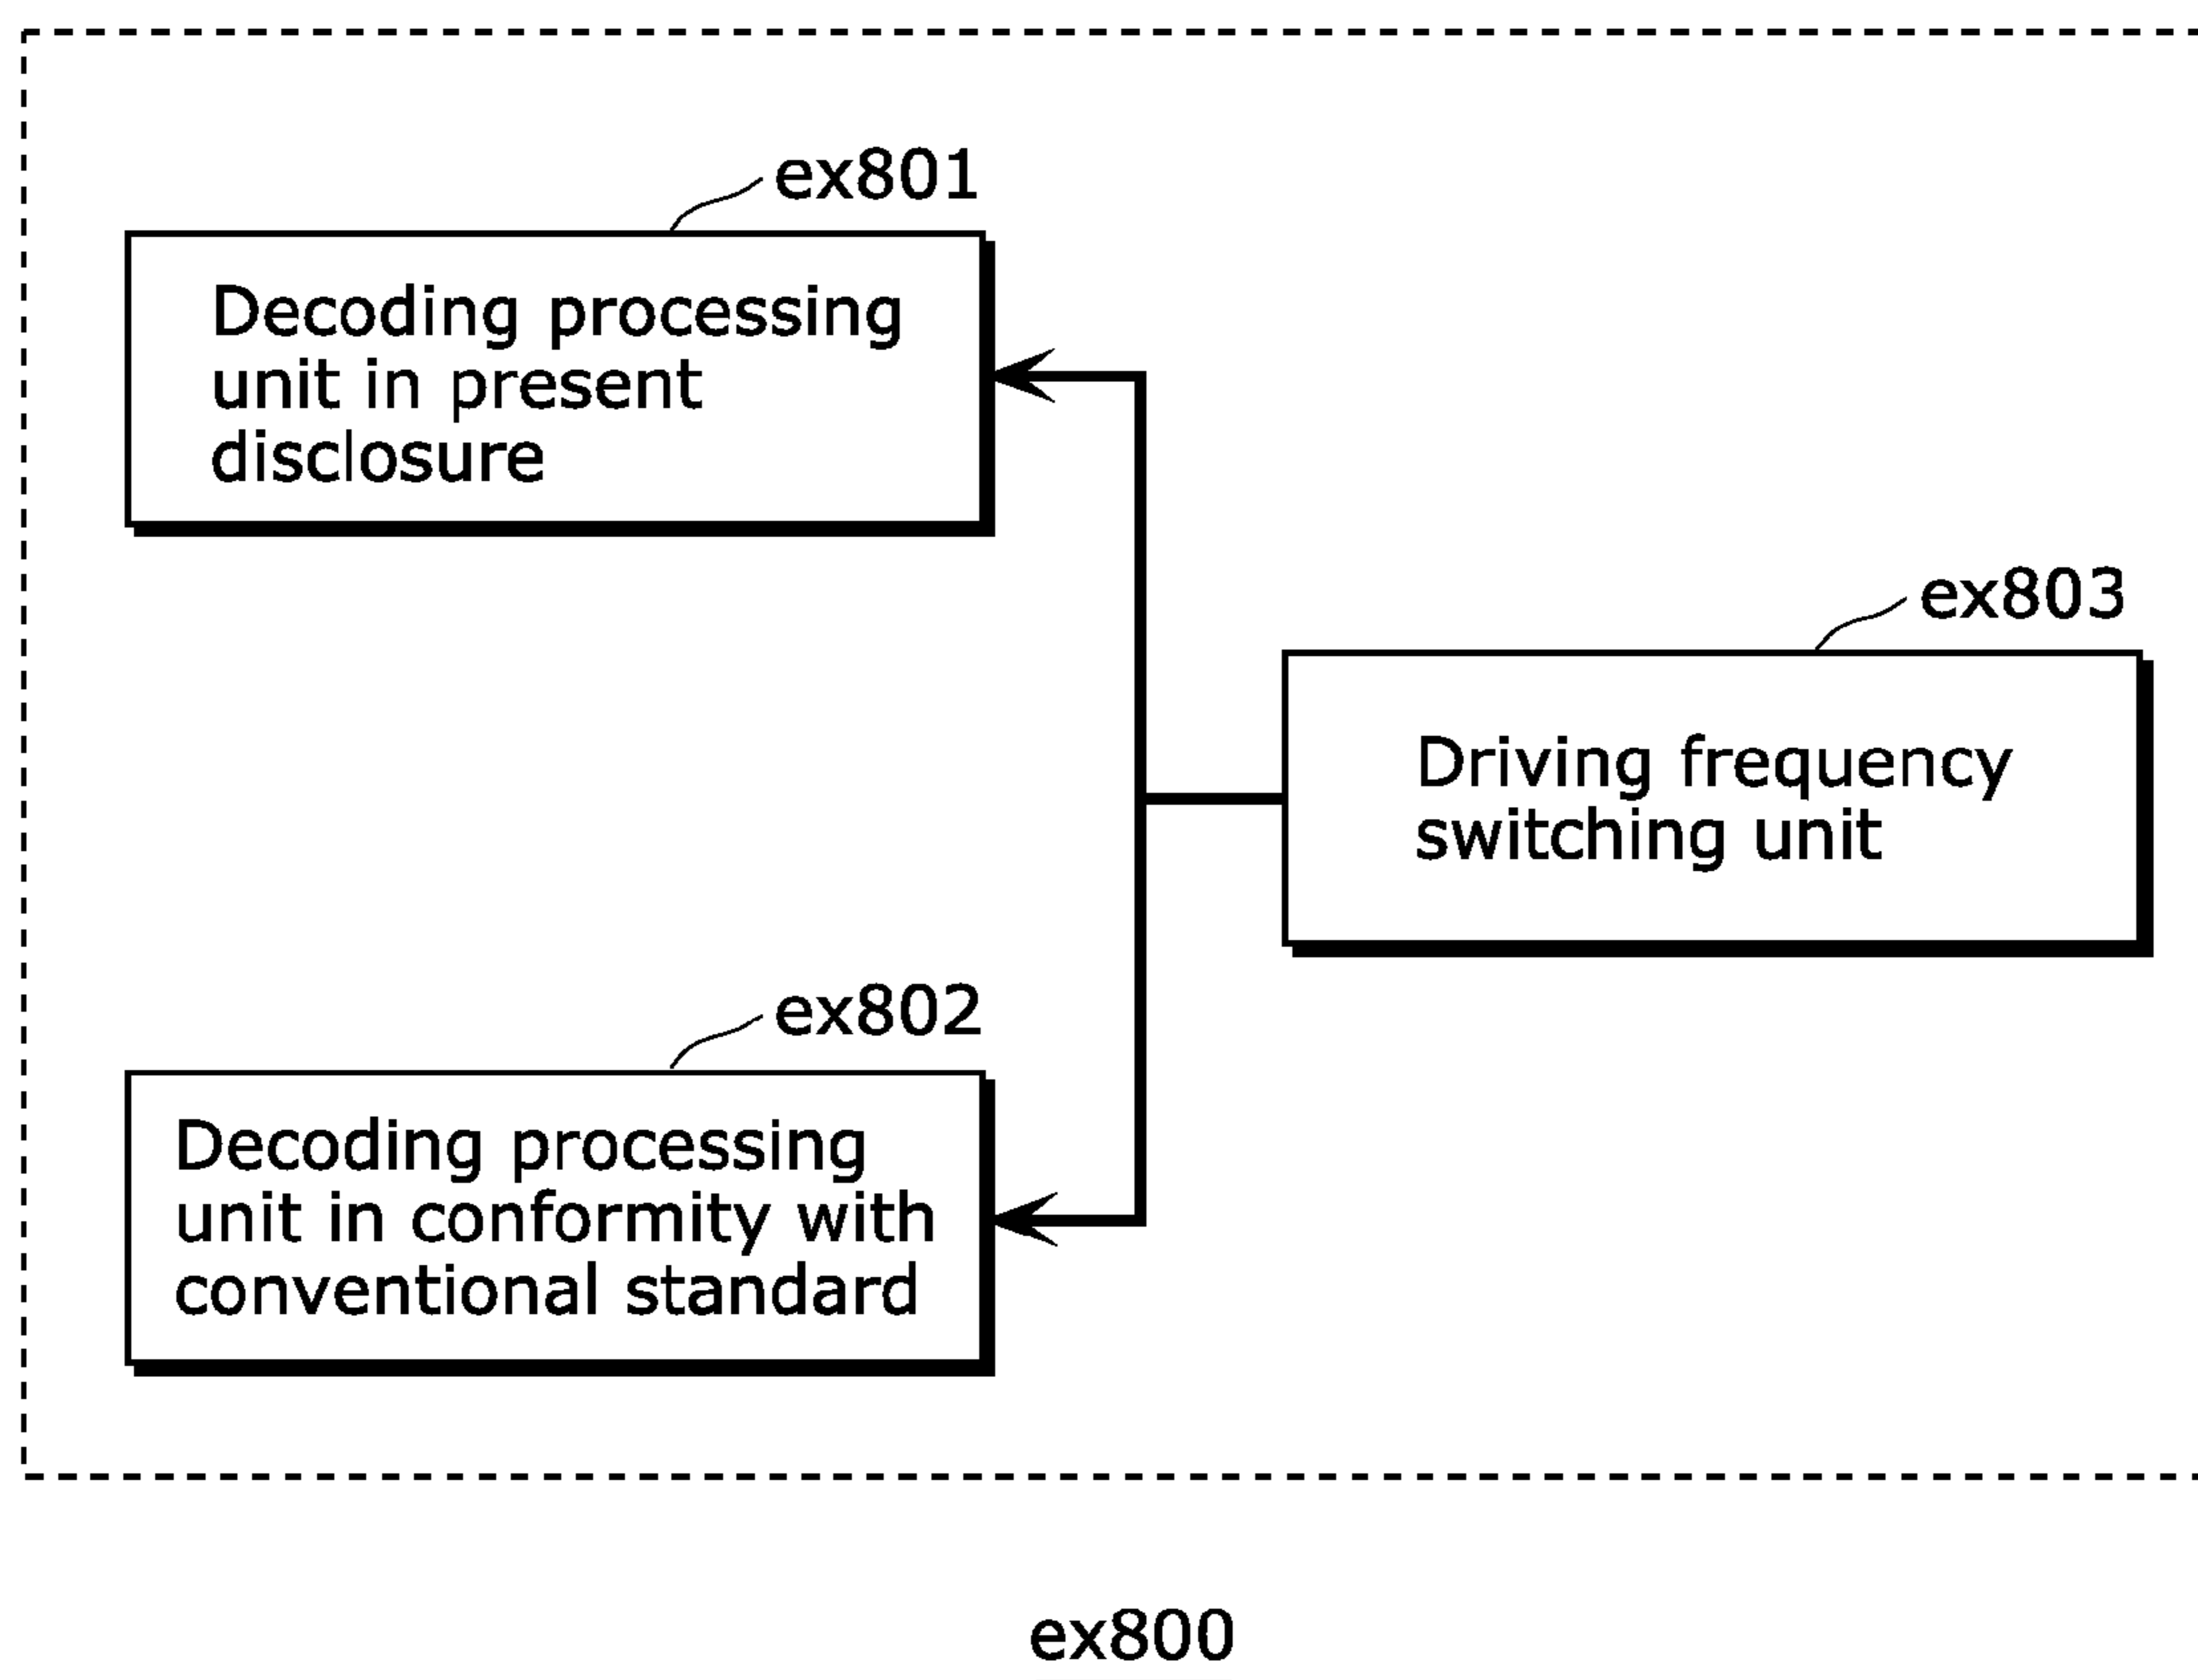 ex801
Decoding processing
unit in present
disclosure
ex803
Driving frequency
switching unit
ex802
Decoding processing
unit in conformity with
conventional standard
ex800